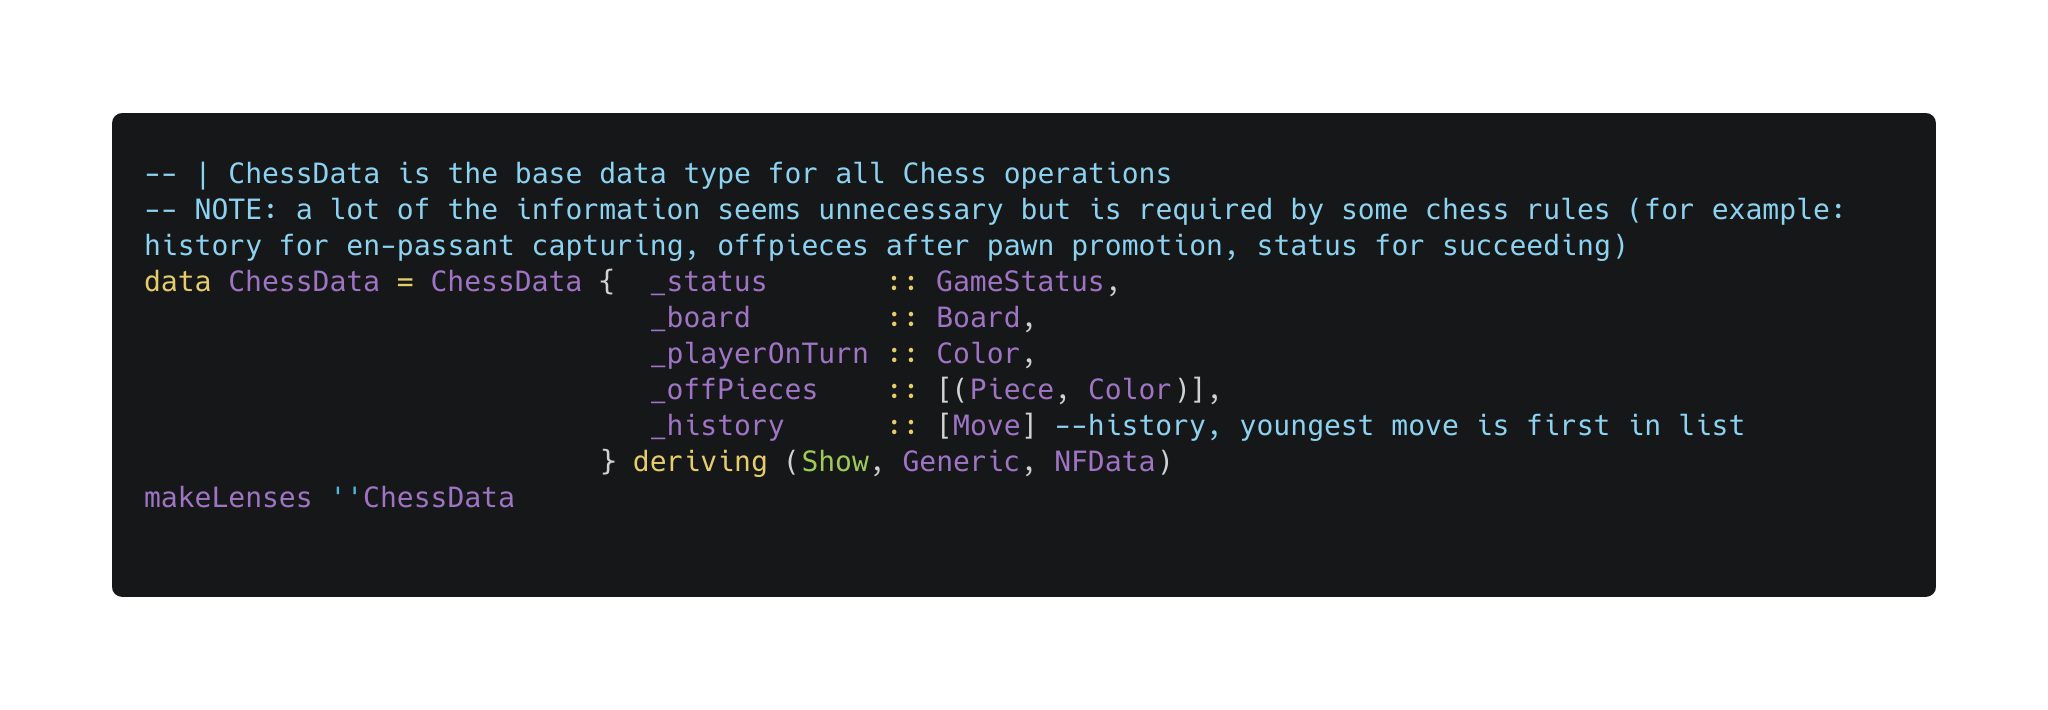 -- | ChessData is the base data type for all Chess operations
-- NOTE: a lot of the information seems unnecessary but is required by some chess rules (for example:
history for en-passant capturing, offpieces after pawn promotion, status for succeeding)
data ChessData = ChessData {  _status       :: GameStatus,
                              _board        :: Board,
                              _playerOnTurn :: Color,
                              _offPieces    :: [(Piece, Color)],
                              _history      :: [Move] --history, youngest move is first in list
                           } deriving (Show, Generic, NFData)
makeLenses ''ChessData